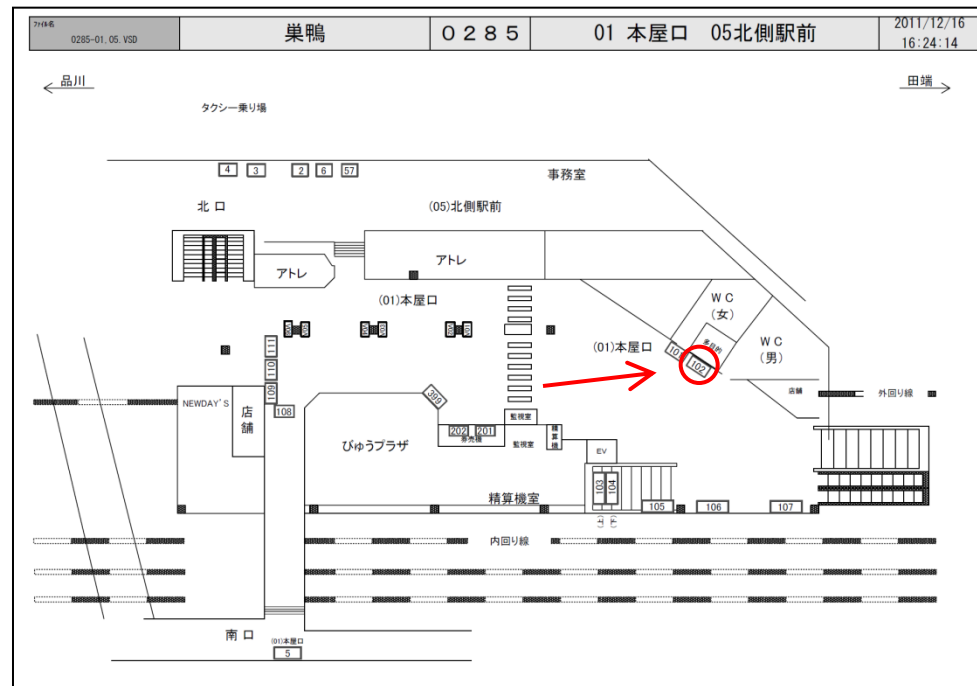 ファイル名
0285-01.05.VSD
巣鴨
０２８５
01 本屋口　05北側駅前
2011/12/16
16:24:14
品川
田端
タクシー乗り場
4
3
2
6
57
事務室
北口
(05)北側駅前
アトレ
アトレ
(01)本屋口
WC
(女)
多目的
WC
(男)
(01)本屋口
101
102
111
110
109
108
NEWDAY'S
店舗
店舗
外回り線
399
びゅうプラザ
監視室
202
201
券売機
監視室
精算機
EV
精算機室
103
104
105
106
107
内回り線
南口
(01)本屋口
5